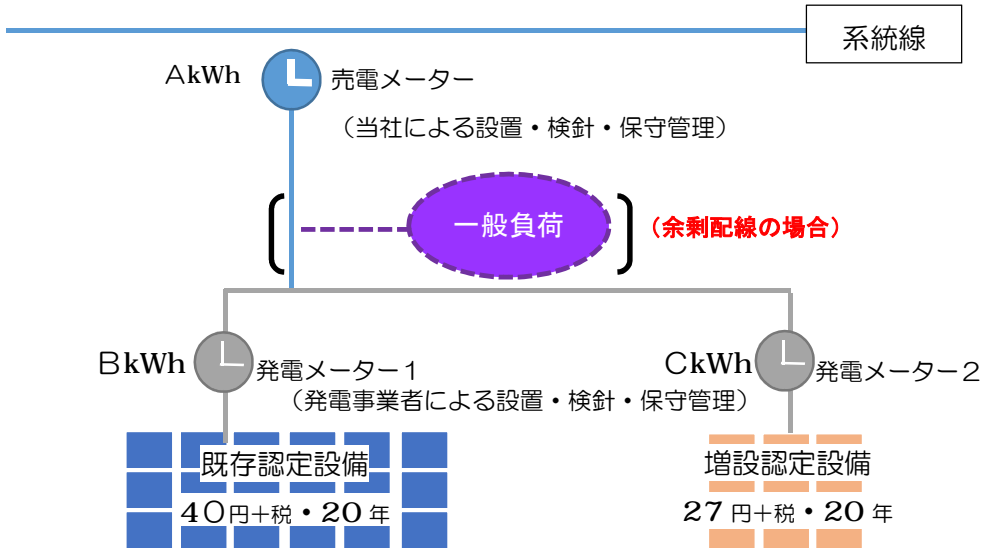 系統線
AkWh
売電メーター
(当社による設置・検針・保守管理)
一般負荷
(余剰配線の場合)
BkWh
発電メーター1
(発電事業者による設置・検針・保守管理)
CkWh
発電メーター2
既存認定設備
40円+税・20年
増設認定設備
27円+税・20年